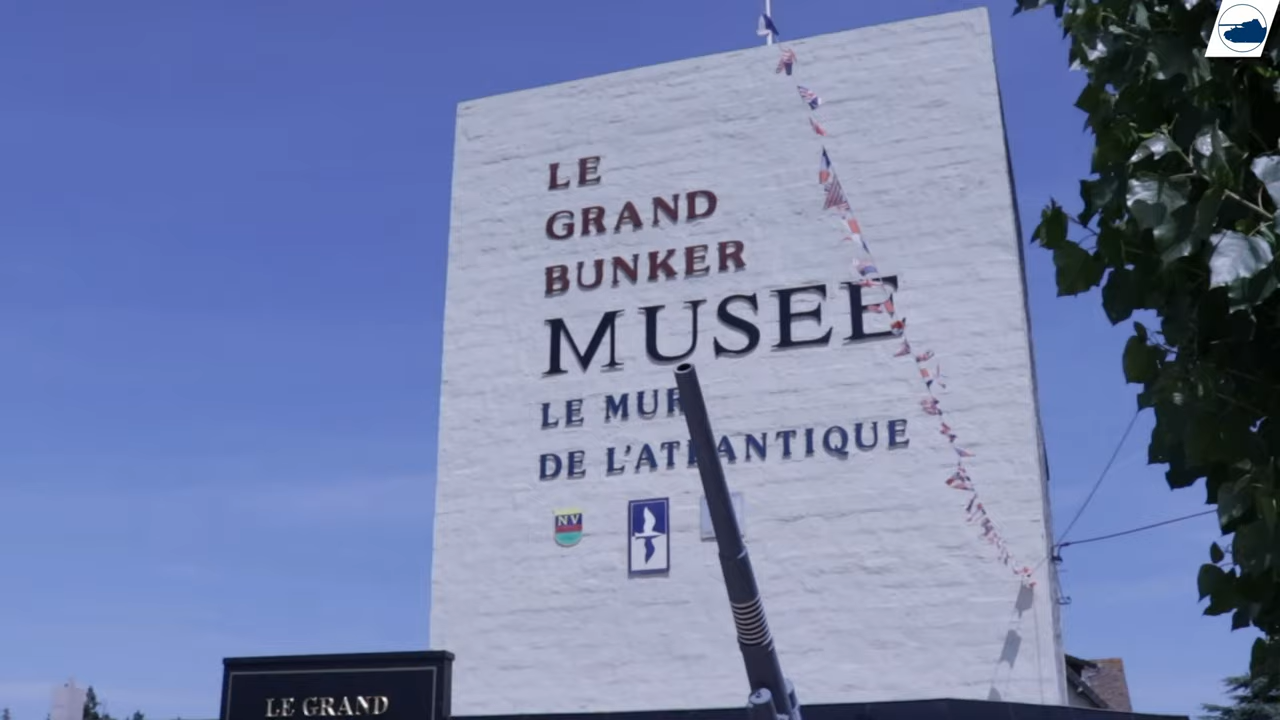 LE
GRAND
BUNKER
MUSEE
LE MUR
DE L'ATLANTIQUE
NV
LE GRAND